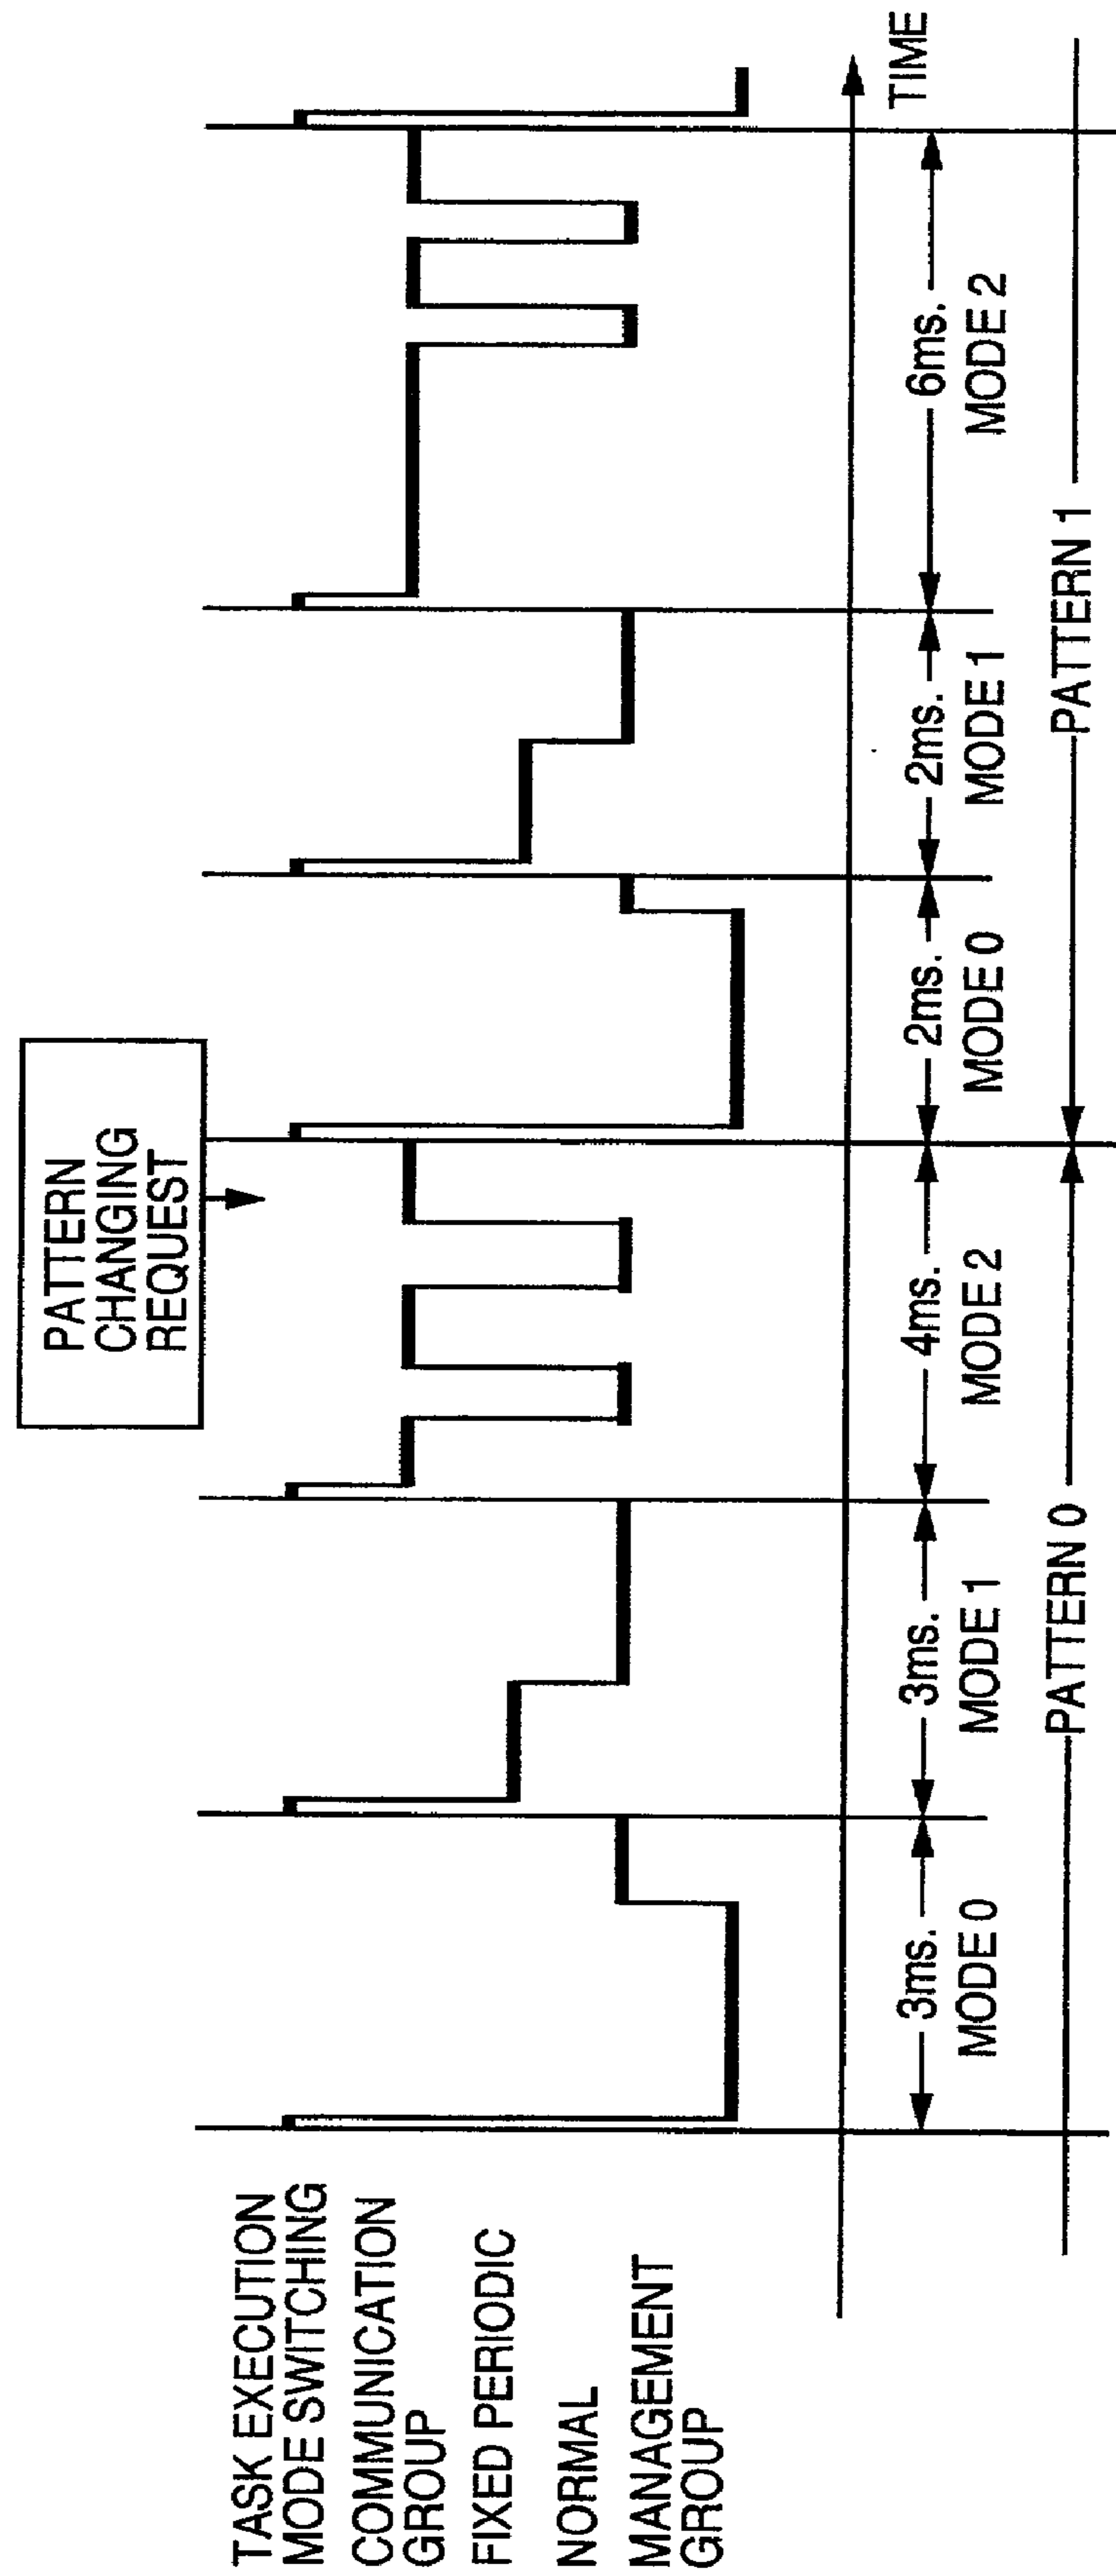 PATTERN
CHANGING
REQUEST
TASK EXECUTION
MODE SWITCHING
COMMUNICATION
GROUP
FIXED PERIODIC
NORMAL
MANAGEMENT
GROUP
TIME
3ms.
3ms.
4ms.
2ms.
2ms.
6ms.
MODE 0
MODE 1
MODE 2
MODE 0
MODE 1
MODE 2
PATTERN 0
PATTERN 1